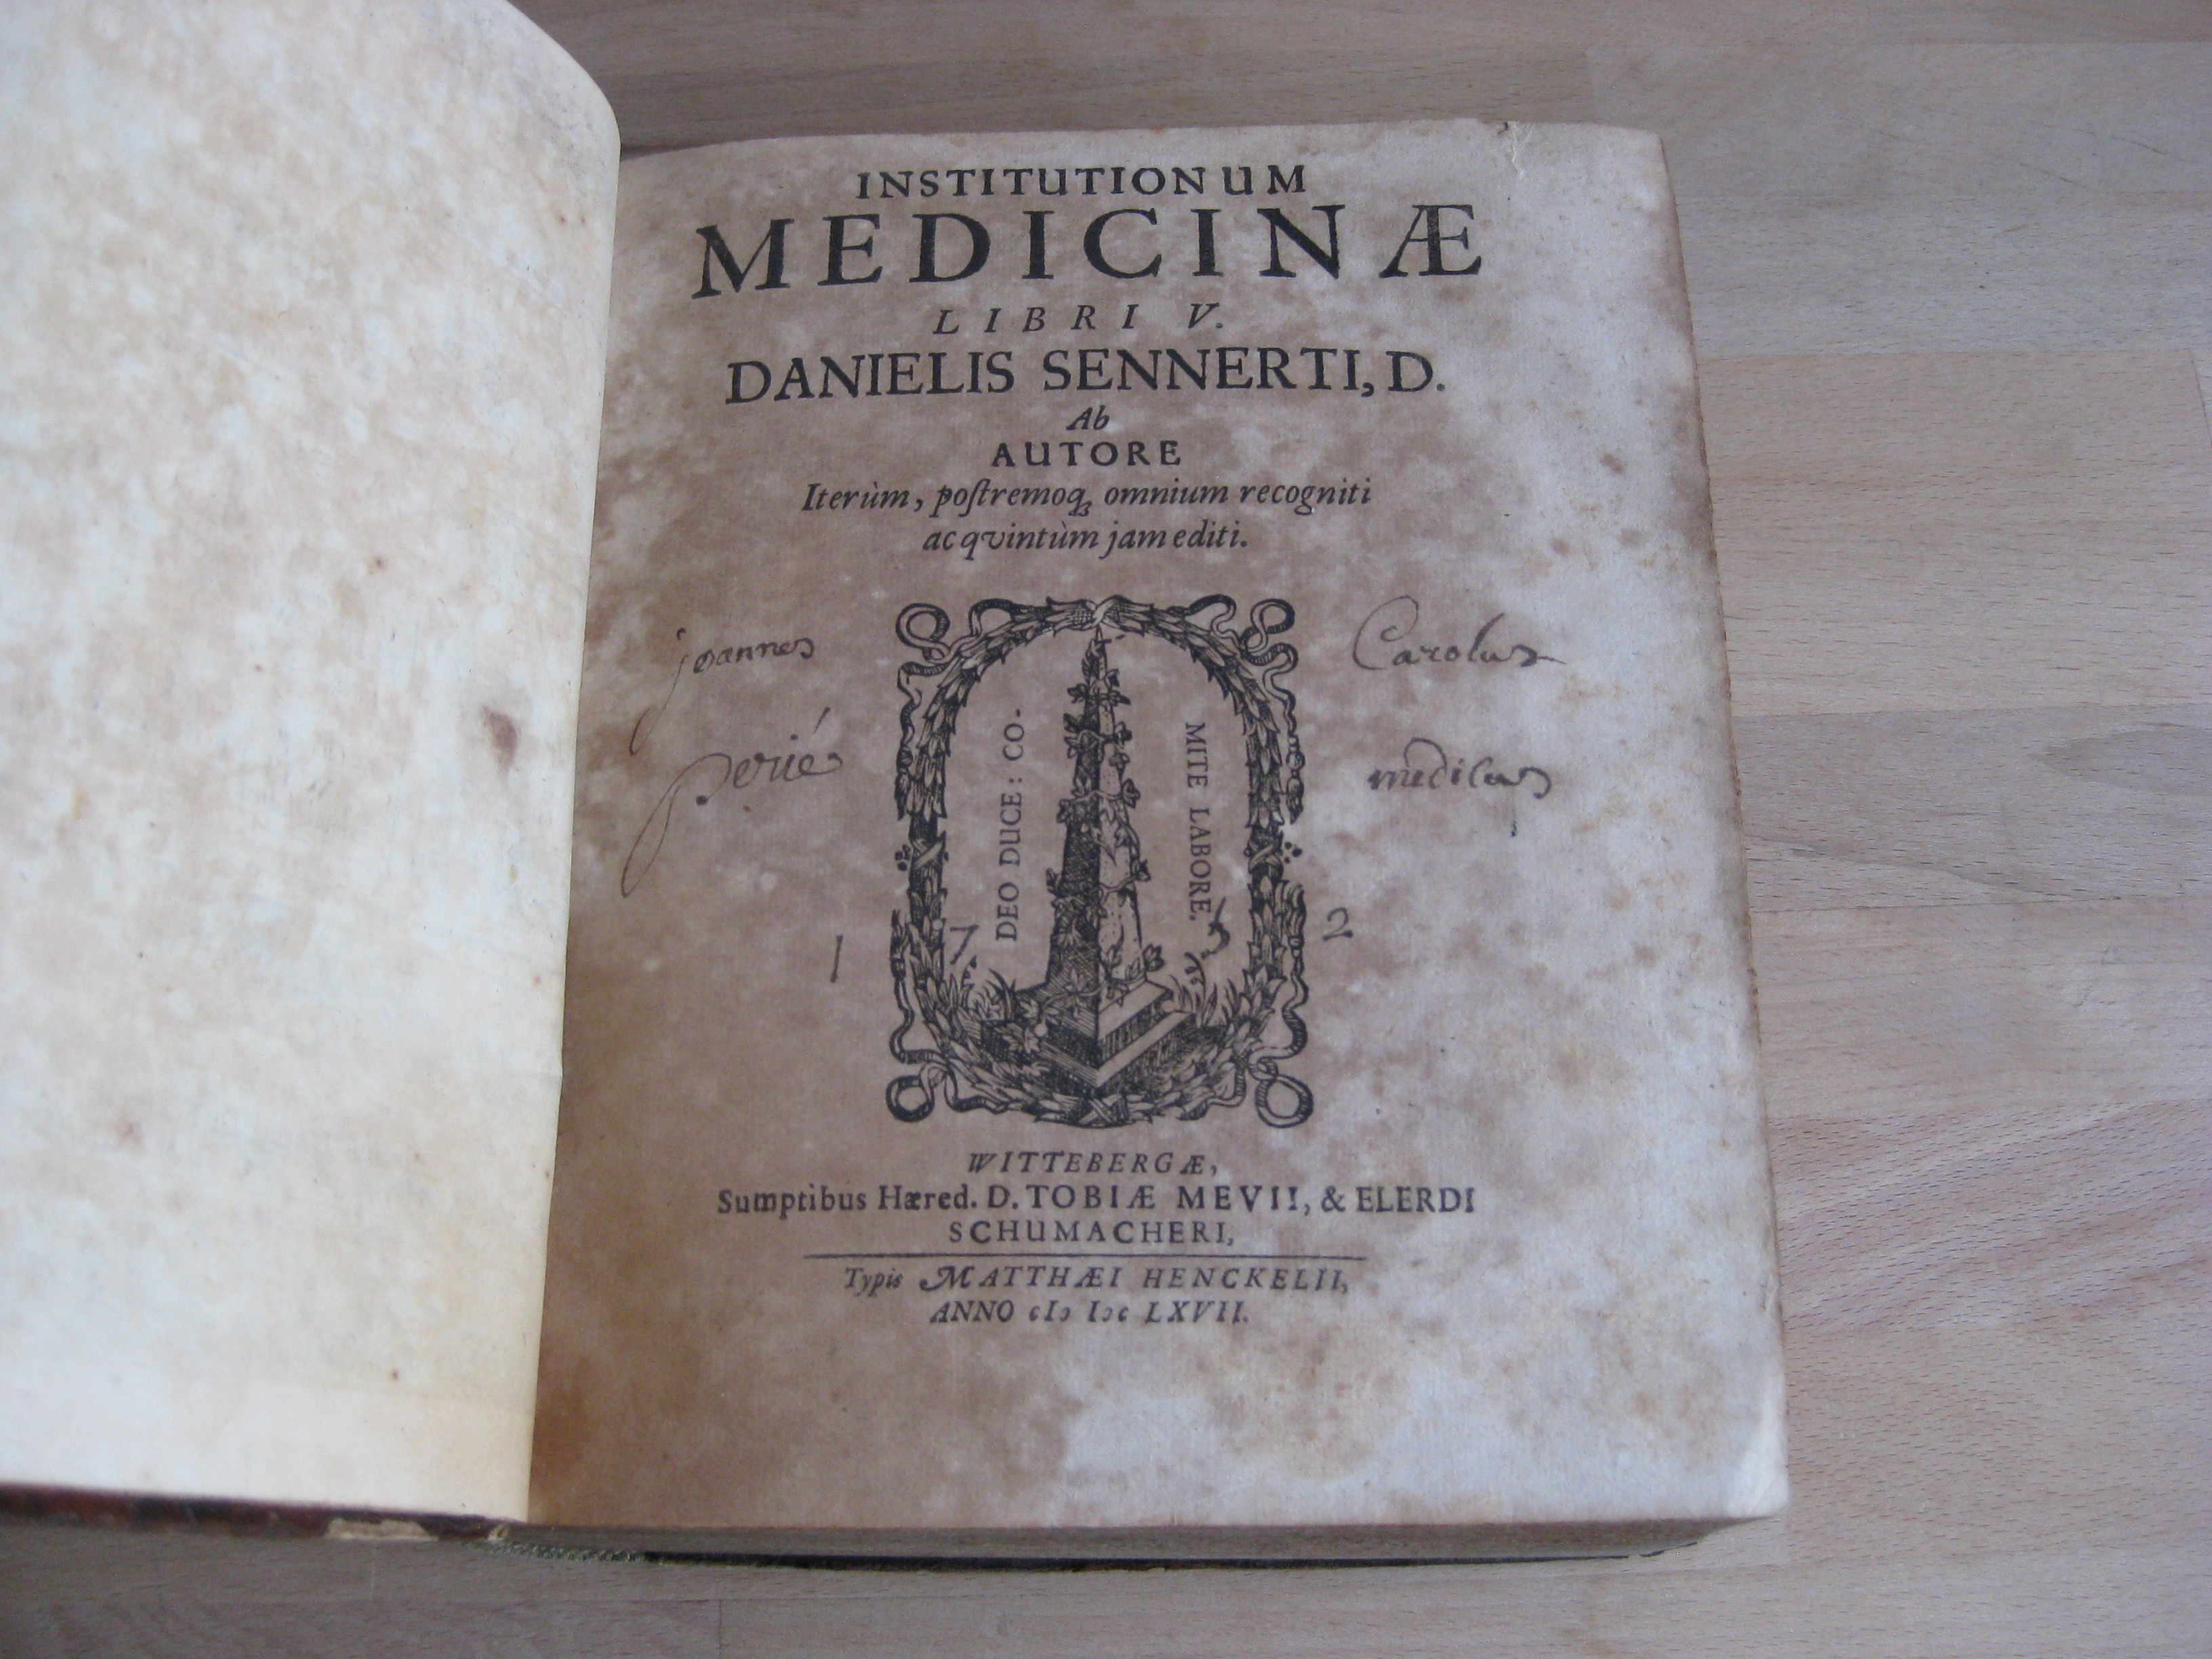 INSTITUTIONUM
MEDICINÆ
LIBRI V.
DANIELIS SENNERTI, D.
Ab
AUTORE
Iterùm, poſtremoq́ꝫ omnium recogniti
ac qvintùm jam editi.
joannes Carolus
perié medicus
DEO DUCE: CO-
MITE LABORE.
1 7 5 2
WITTEBERGÆ,
Sumptibus Hæred. D. TOBIÆ MEVII, & ELERDI
SCHUMACHERI,
Typis MATTHÆI HENCKELII,
ANNO cIↄ Iↄc LXVII.